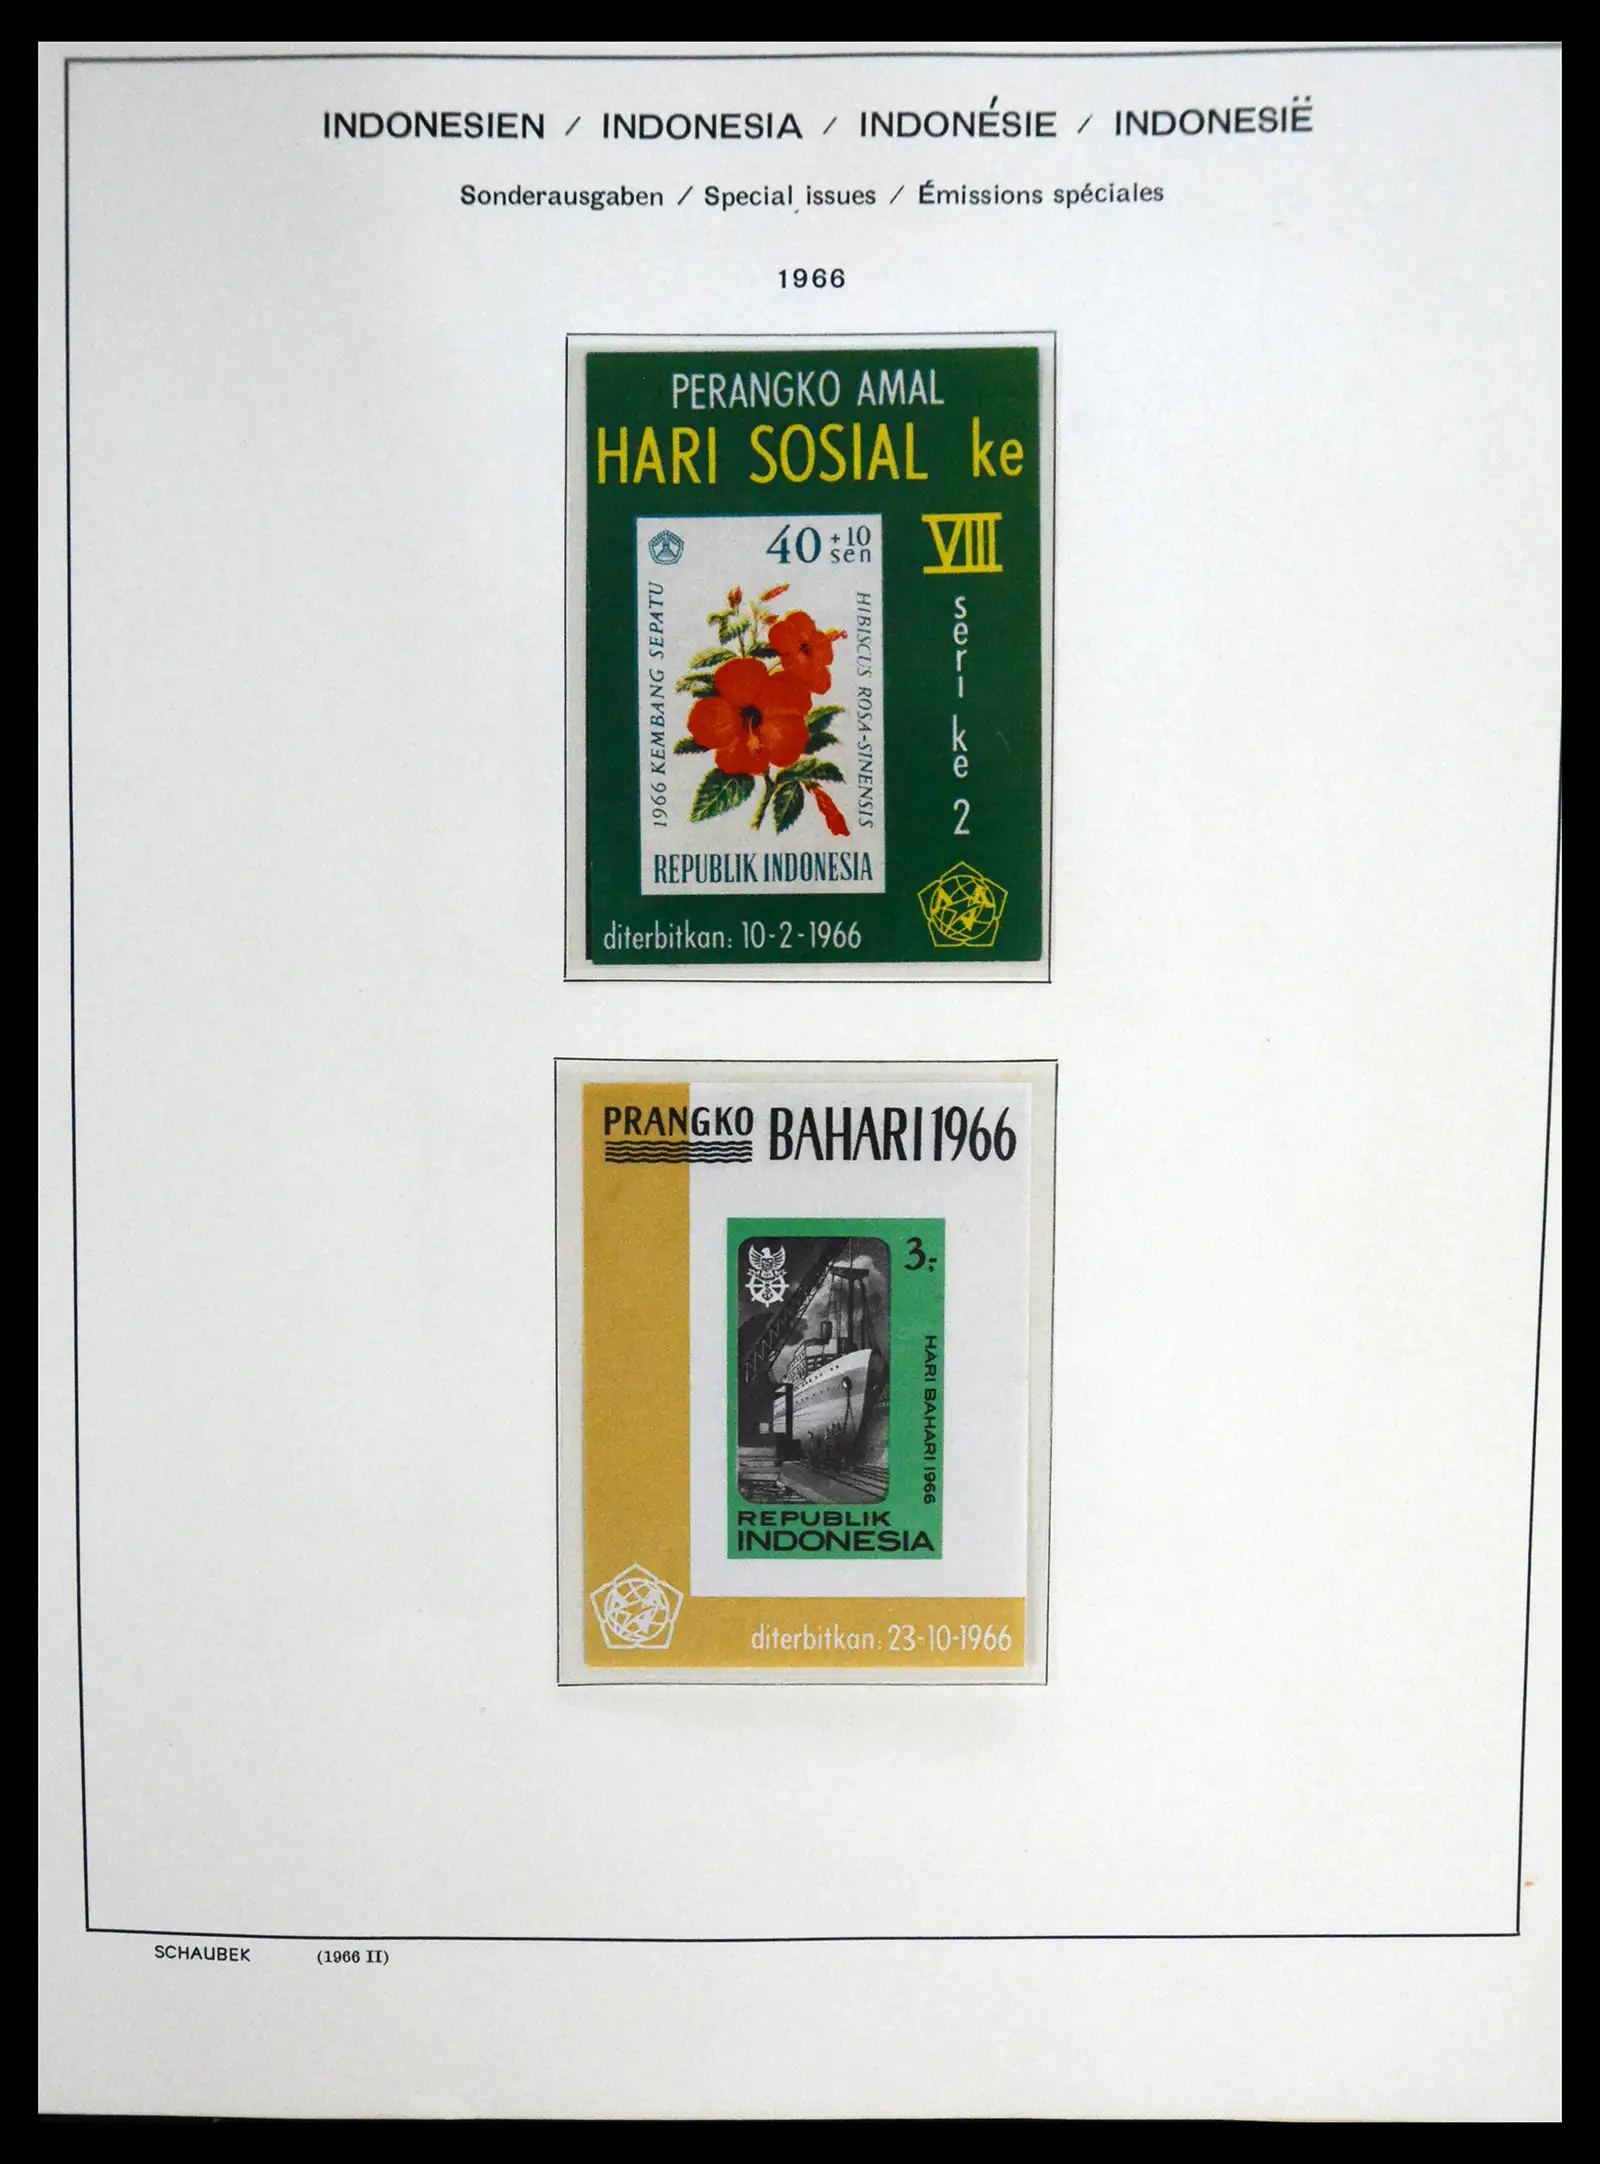 INDONESIEN / INDONESIA / INDONÉSIE / INDONESIË
Sonderausgaben / Special issues / Émissions spéciales
1966
PERANGKO AMAL
HARI SOSIAL ke
VIII
seri ke 2
40 +10 sen
1966 KEMBANG SEPATU
HIBISCUS ROSA-SINENSIS
REPUBLIK INDONESIA
diterbitkan: 10-2-1966
PRANGKO BAHARI 1966
3:-
HARI BAHARI 1966
REPUBLIK
INDONESIA
diterbitkan: 23-10-1966
SCHAUBEK (1966 II)